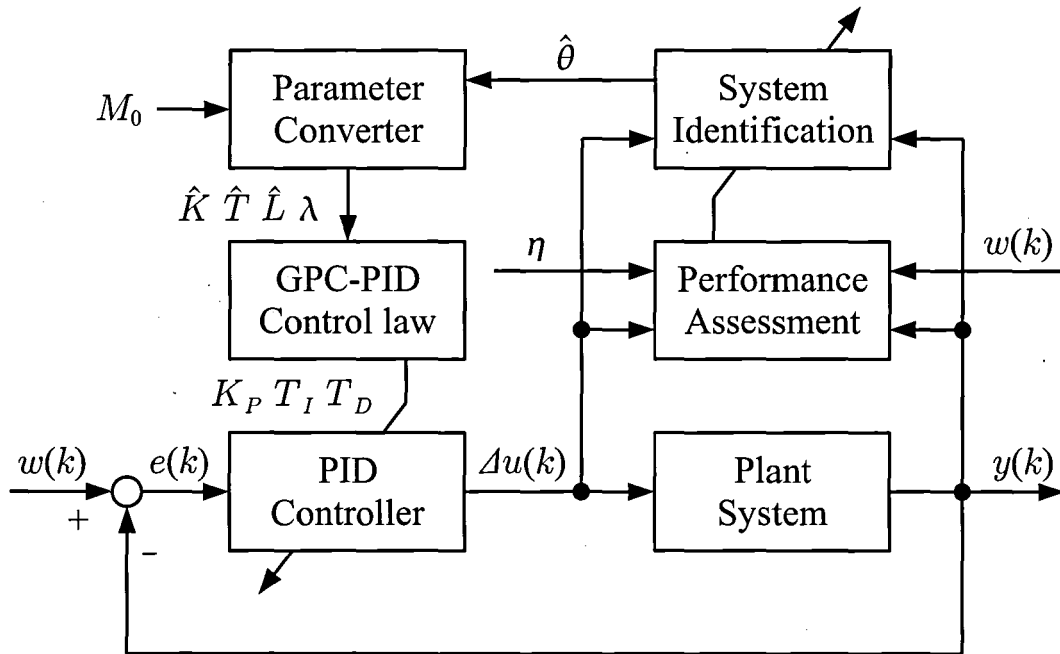 θ̂
Parameter
Converter
System
Identification
M₀
K̂ T̂ L̂ λ
η
w(k)
GPC-PID
Control law
Performance
Assessment
K_P T_I T_D
w(k)
e(k)
PID
Controller
Δu(k)
Plant
System
y(k)
+
−